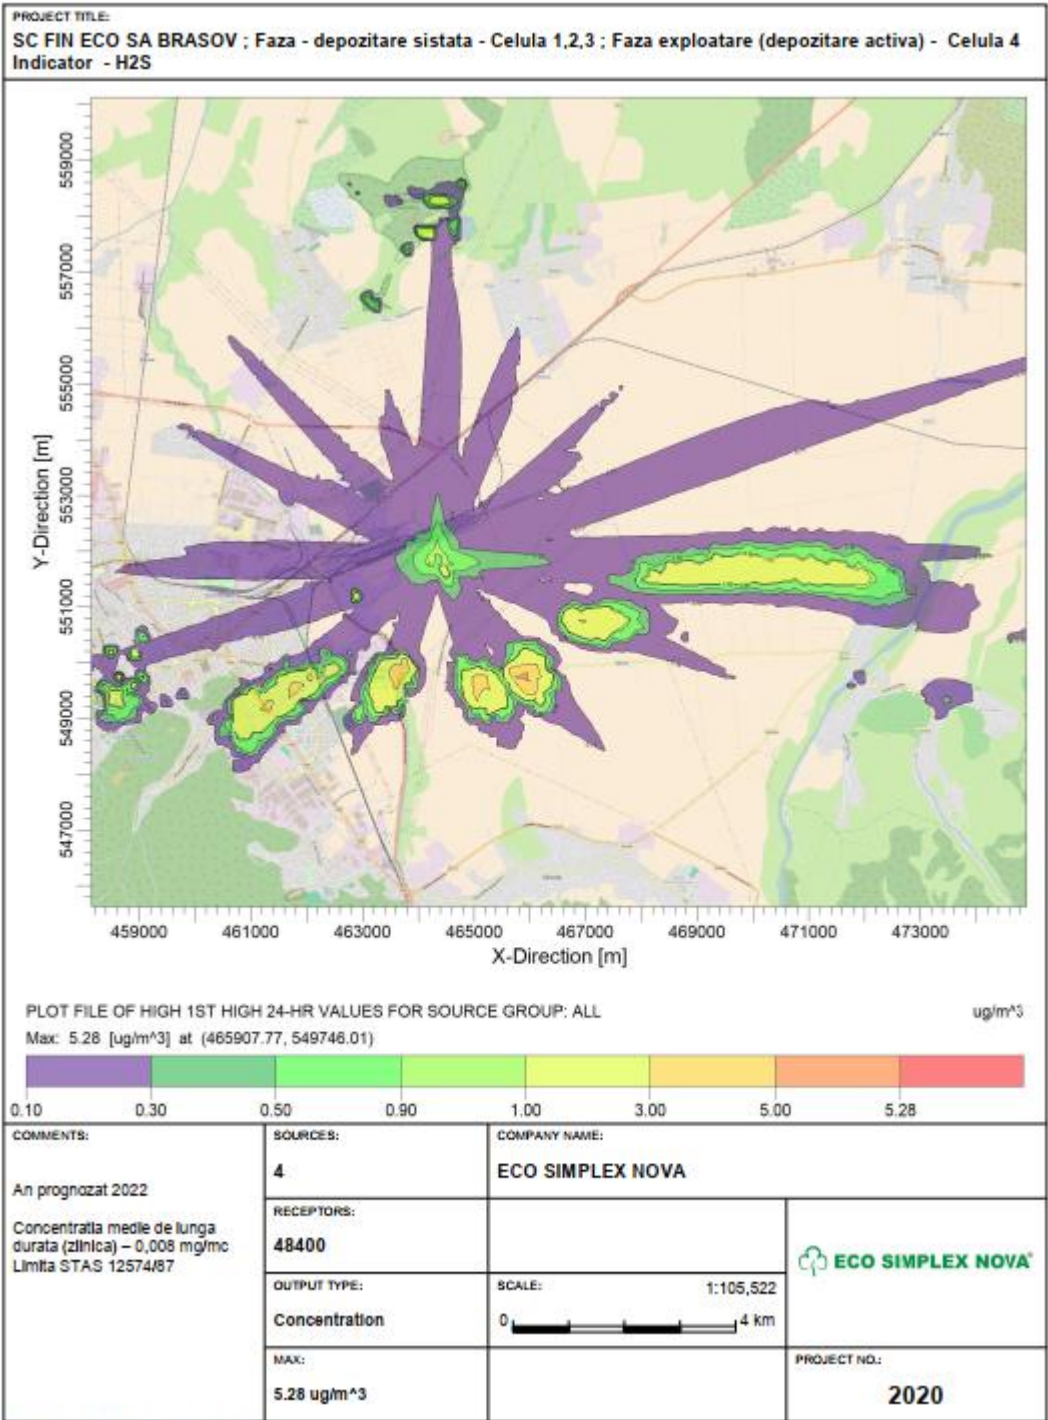 PROJECT TITLE:
SC FIN ECO SA BRASOV ; Faza - depozitare sistata - Celula 1,2,3 ; Faza exploatare (depozitare activa) - Celula 4
Indicator - H2S
559000
557000
555000
553000
551000
549000
547000
Y-Direction [m]
459000 461000 463000 465000 467000 469000 471000 473000
X-Direction [m]
PLOT FILE OF HIGH 1ST HIGH 24-HR VALUES FOR SOURCE GROUP: ALL ug/m^3
Max: 5.28 [ug/m^3] at (465907.77, 549746.01)
0.10 0.30 0.50 0.90 1.00 3.00 5.00 5.28
COMMENTS:
An prognozat 2022
Concentratia medie de lunga
durata (zilnica) – 0,008 mg/mc
Limita STAS 12574/87
SOURCES:
4
COMPANY NAME:
ECO SIMPLEX NOVA
RECEPTORS:
48400
OUTPUT TYPE:
Concentration
SCALE: 1:105,522
0 4 km
ECO SIMPLEX NOVA®
MAX:
5.28 ug/m^3
PROJECT NO.:
2020